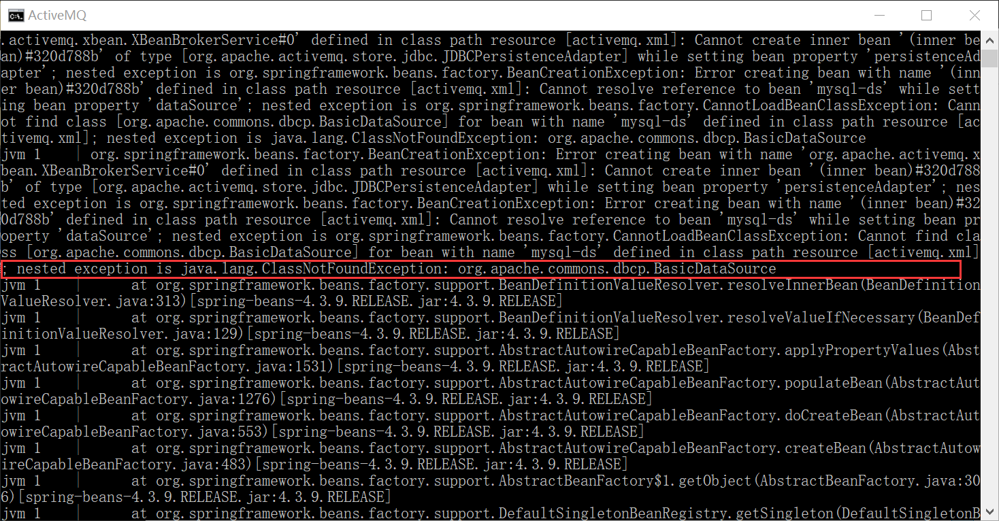 ActiveMQ
.activemq.xbean.XBeanBrokerService#0' defined in class path resource [activemq.xml]: Cannot create inner bean '(inner be
an)#320d788b' of type [org.apache.activemq.store.jdbc.JDBCPersistenceAdapter] while setting bean property 'persistenceAd
apter'; nested exception is org.springframework.beans.factory.BeanCreationException: Error creating bean with name '(inn
er bean)#320d788b' defined in class path resource [activemq.xml]: Cannot resolve reference to bean 'mysql-ds' while sett
ing bean property 'dataSource'; nested exception is org.springframework.beans.factory.CannotLoadBeanClassException: Cann
ot find class [org.apache.commons.dbcp.BasicDataSource] for bean with name 'mysql-ds' defined in class path resource [ac
tivemq.xml]; nested exception is java.lang.ClassNotFoundException: org.apache.commons.dbcp.BasicDataSource
jvm 1    | org.springframework.beans.factory.BeanCreationException: Error creating bean with name 'org.apache.activemq.x
bean.XBeanBrokerService#0' defined in class path resource [activemq.xml]: Cannot create inner bean '(inner bean)#320d788
b' of type [org.apache.activemq.store.jdbc.JDBCPersistenceAdapter] while setting bean property 'persistenceAdapter'; nes
ted exception is org.springframework.beans.factory.BeanCreationException: Error creating bean with name '(inner bean)#32
0d788b' defined in class path resource [activemq.xml]: Cannot resolve reference to bean 'mysql-ds' while setting bean pr
operty 'dataSource'; nested exception is org.springframework.beans.factory.CannotLoadBeanClassException: Cannot find cla
ss [org.apache.commons.dbcp.BasicDataSource] for bean with name 'mysql-ds' defined in class path resource [activemq.xml]
; nested exception is java.lang.ClassNotFoundException: org.apache.commons.dbcp.BasicDataSource
jvm 1    |      at org.springframework.beans.factory.support.BeanDefinitionValueResolver.resolveInnerBean(BeanDefinition
ValueResolver.java:313)[spring-beans-4.3.9.RELEASE.jar:4.3.9.RELEASE]
jvm 1    |      at org.springframework.beans.factory.support.BeanDefinitionValueResolver.resolveValueIfNecessary(BeanDef
initionValueResolver.java:129)[spring-beans-4.3.9.RELEASE.jar:4.3.9.RELEASE]
jvm 1    |      at org.springframework.beans.factory.support.AbstractAutowireCapableBeanFactory.applyPropertyValues(Abst
ractAutowireCapableBeanFactory.java:1531)[spring-beans-4.3.9.RELEASE.jar:4.3.9.RELEASE]
jvm 1    |      at org.springframework.beans.factory.support.AbstractAutowireCapableBeanFactory.populateBean(AbstractAut
owireCapableBeanFactory.java:1276)[spring-beans-4.3.9.RELEASE.jar:4.3.9.RELEASE]
jvm 1    |      at org.springframework.beans.factory.support.AbstractAutowireCapableBeanFactory.doCreateBean(AbstractAut
owireCapableBeanFactory.java:553)[spring-beans-4.3.9.RELEASE.jar:4.3.9.RELEASE]
jvm 1    |      at org.springframework.beans.factory.support.AbstractAutowireCapableBeanFactory.createBean(AbstractAutow
ireCapableBeanFactory.java:483)[spring-beans-4.3.9.RELEASE.jar:4.3.9.RELEASE]
jvm 1    |      at org.springframework.beans.factory.support.AbstractBeanFactory$1.getObject(AbstractBeanFactory.java:30
6)[spring-beans-4.3.9.RELEASE.jar:4.3.9.RELEASE]
jvm 1    |      at org.springframework.beans.factory.support.DefaultSingletonBeanRegistry.getSingleton(DefaultSingletonB